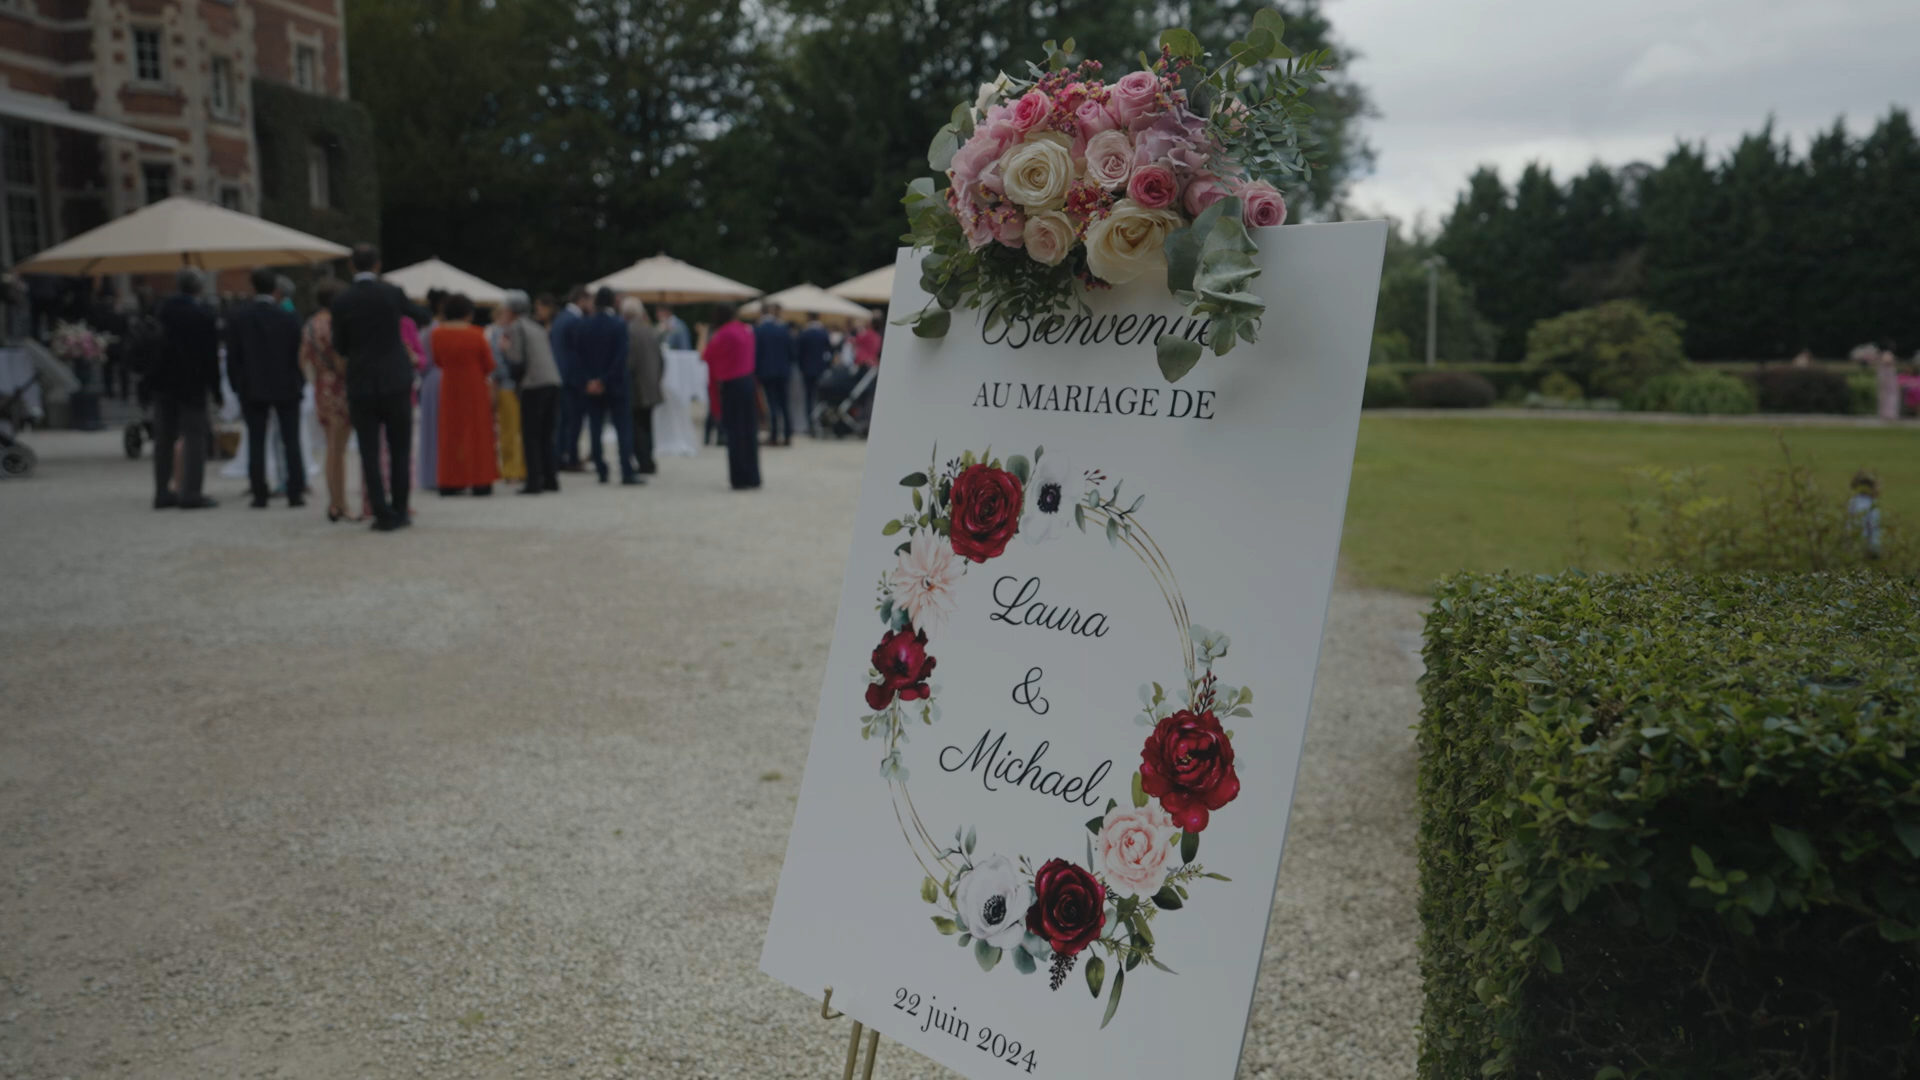 Bienvenue
AU MARIAGE DE
Laura
&
Michael
22 juin 2024